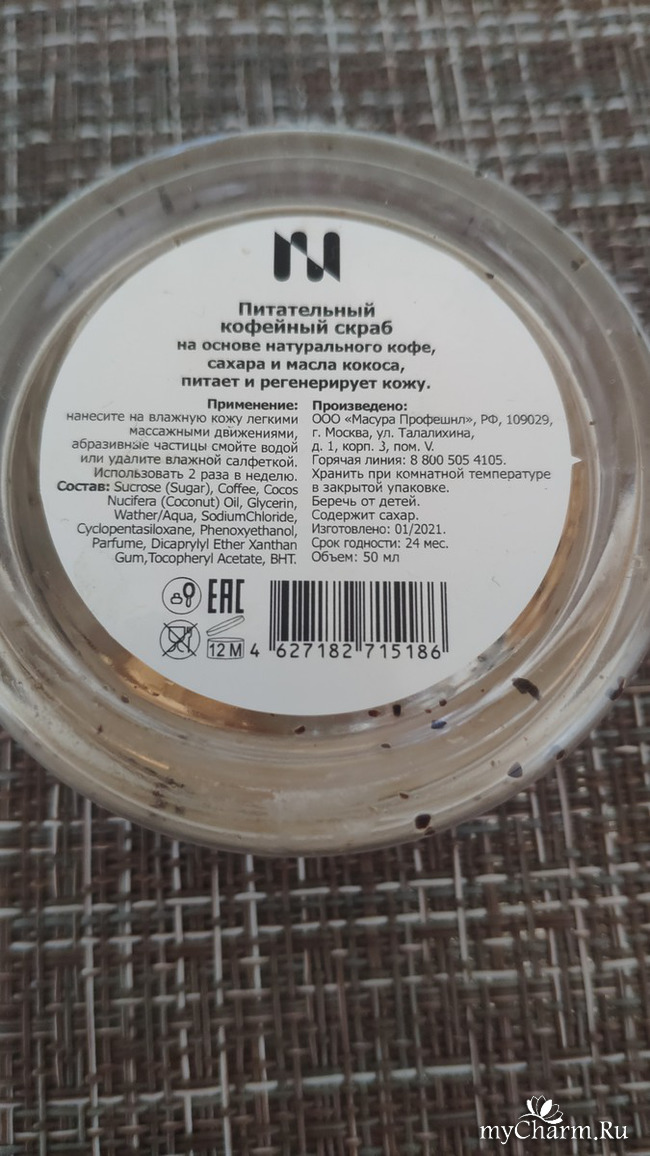 Питательный
кофейный скраб
на основе натурального кофе,
сахара и масла кокоса,
питает и регенерирует кожу.
Применение:
нанесите на влажную кожу легкими
массажными движениями,
абразивные частицы смойте водой
или удалите влажной салфеткой.
Использовать 2 раза в неделю.
Состав: Sucrose (Sugar), Coffee, Cocos
Nucifera (Coconut) Oil, Glycerin,
Wather/Aqua, SodiumChloride,
Cyclopentasiloxane, Phenoxyethanol,
Parfume, Dicaprylyl Ether Xanthan
Gum,Tocopheryl Acetate, BHT.
Произведено:
ООО «Масура Профешнл», РФ, 109029,
г. Москва, ул. Талалихина,
д. 1, корп. 3, пом. V.
Горячая линия: 8 800 505 4105.
Хранить при комнатной температуре
в закрытой упаковке.
Беречь от детей.
Содержит сахар.
Изготовлено: 01/2021.
Срок годности: 24 мес.
Объем: 50 мл
EAC
12 M
4 627182 715186
myCharm.Ru